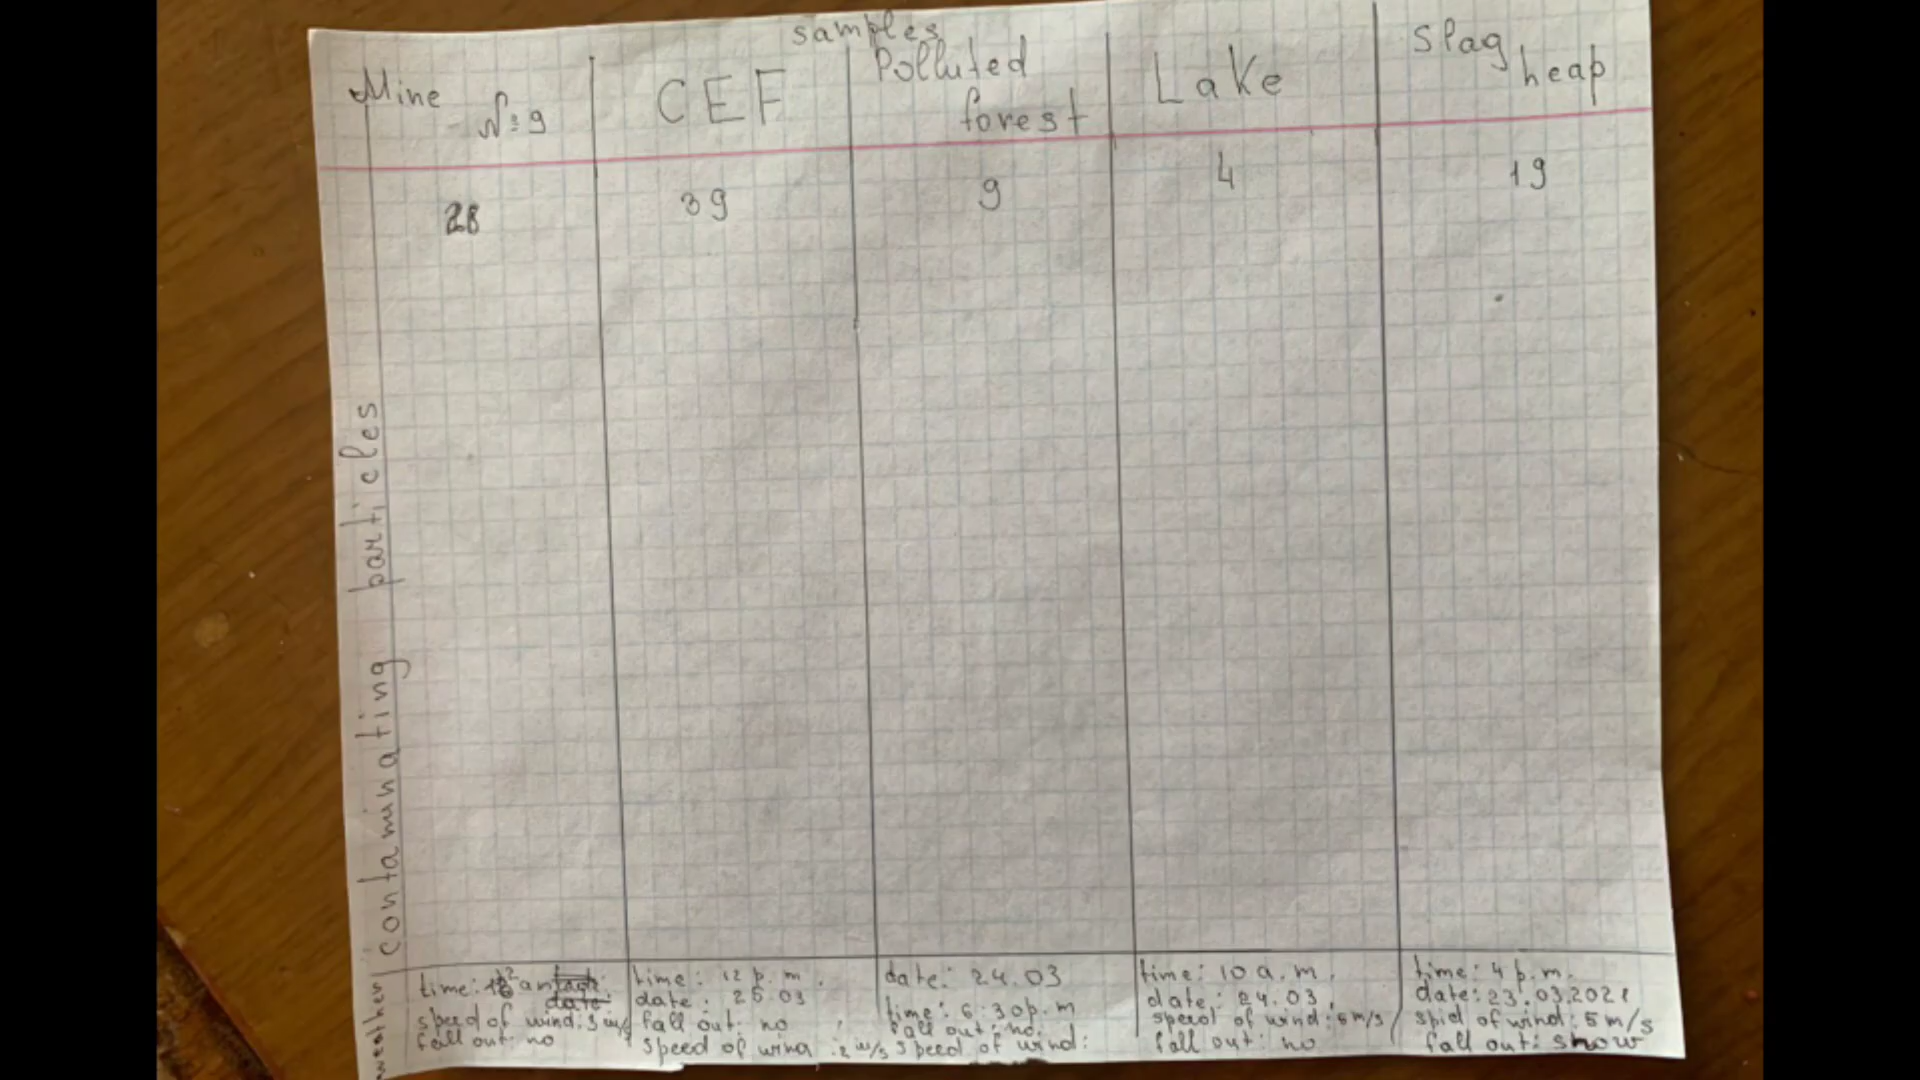 samples
Mine №9
CEF
Polluted forest
Lake
Slag heap
28
39
9
4
19
contaminating particles
weather
time: 12 am
date
speed of wind: 3 m/s
fall out: no
time: 12 p.m.
date: 25.03
fall out: no
speed of wind: 2 m/s
date: 24.03
time: 6:30 p.m
fall out: no.
speed of wind:
time: 10 a.m.
date: 24.03.
speed of wind: 5 m/s
fall out: no
time: 4 p.m.
date: 23.03.2021
spid of wind: 5 m/s
fall out: snow